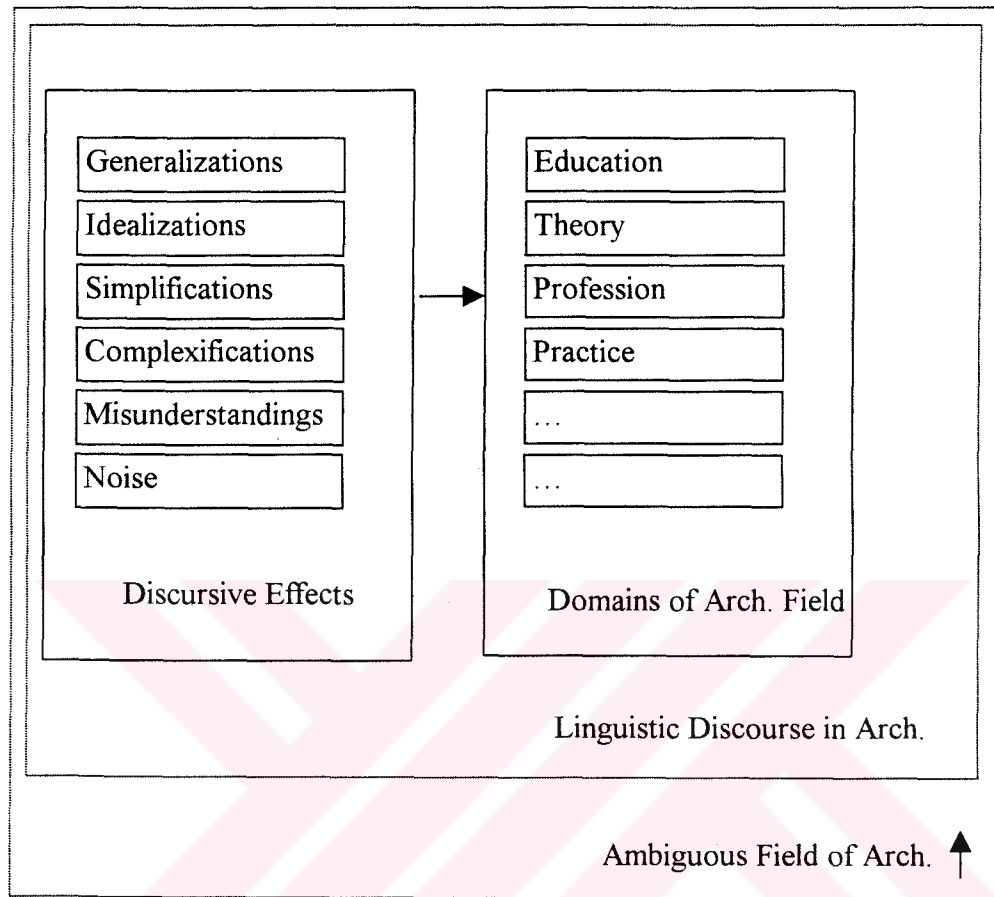 Generalizations
Idealizations
Simplifications
Complexifications
Misunderstandings
Noise
Discursive Effects
Education
Theory
Profession
Practice
...
...
Domains of Arch. Field
Linguistic Discourse in Arch.
Ambiguous Field of Arch.